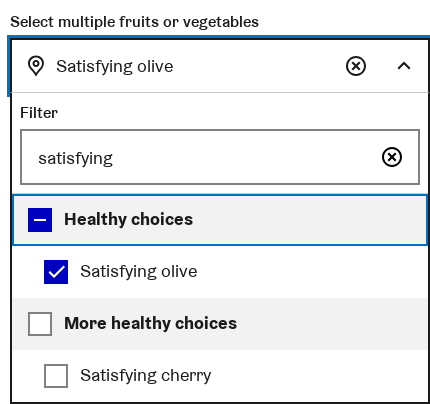 Select multiple fruits or vegetables
Satisfying olive
Filter
satisfying
Healthy choices
Satisfying olive
More healthy choices
Satisfying cherry